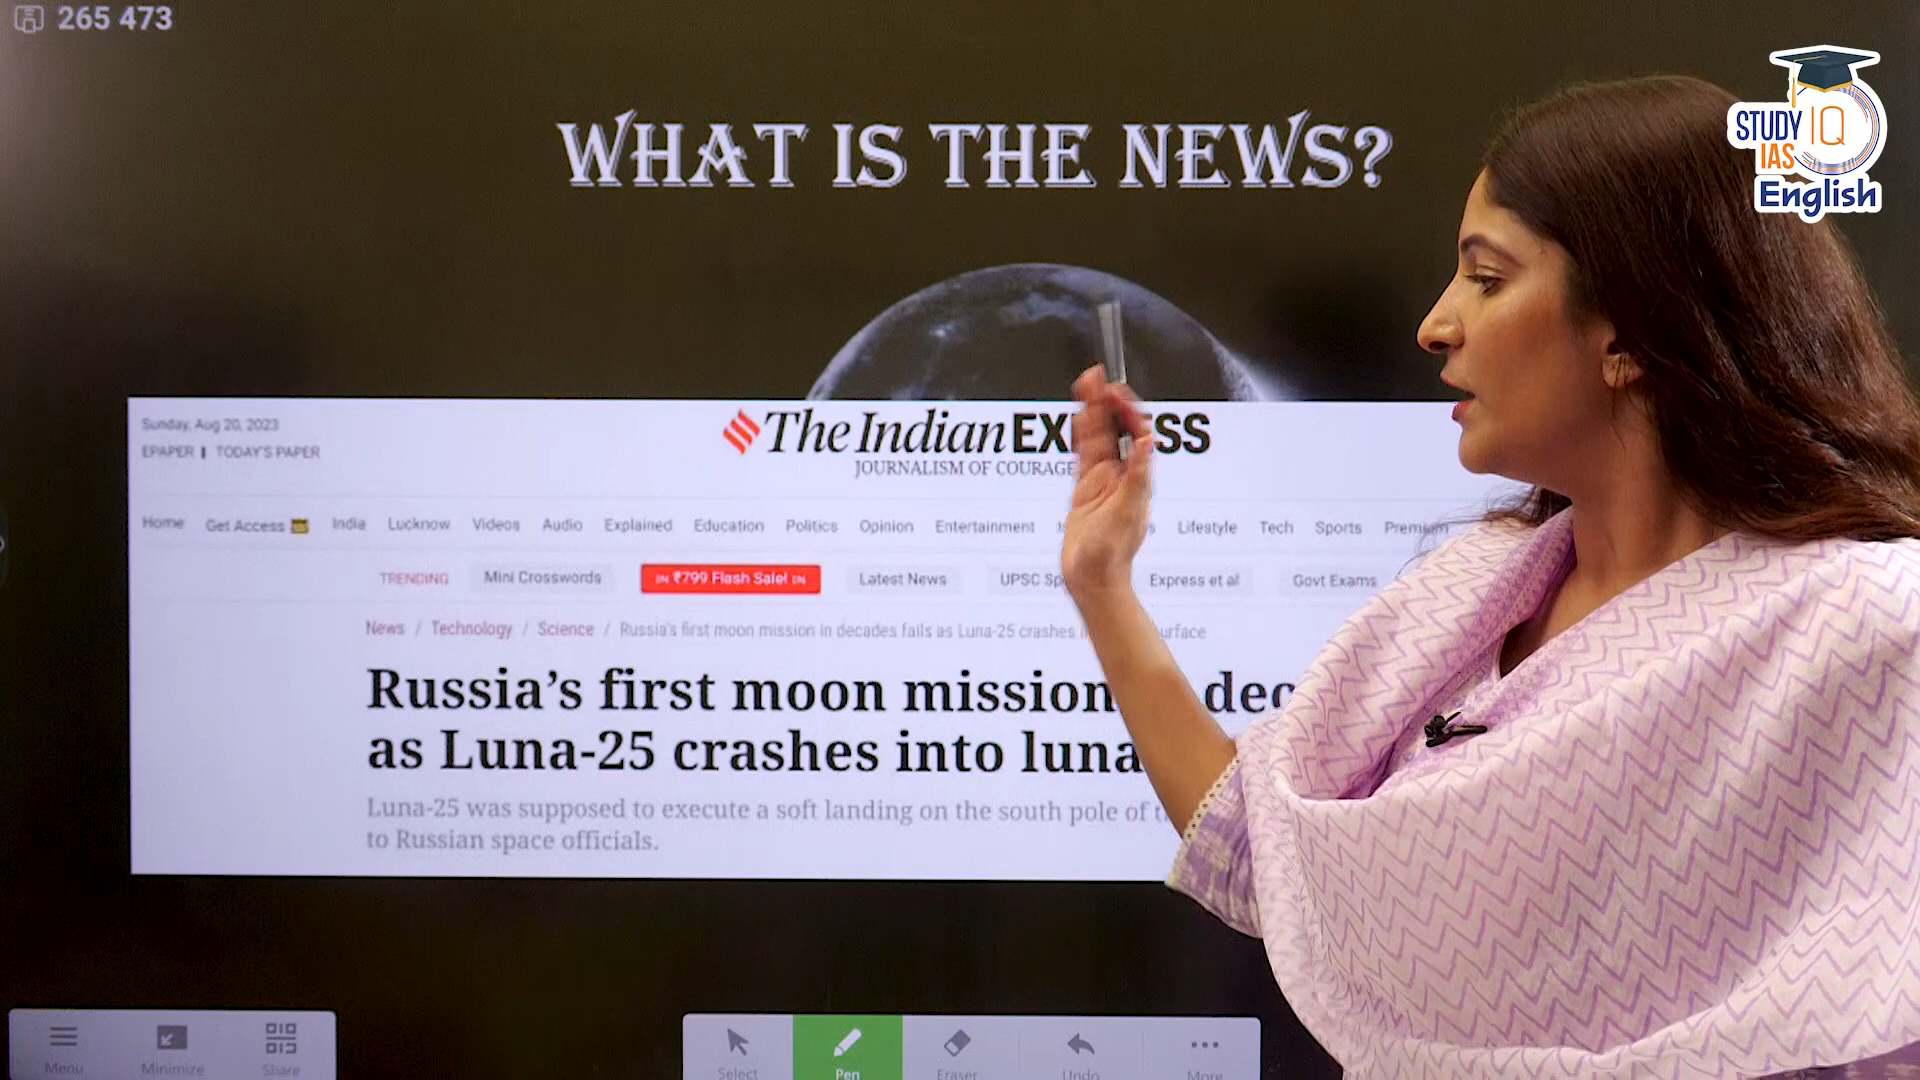 265 473
STUDY IQ
IAS
English
WHAT IS THE NEWS?
Sunday, Aug 20, 2023
The Indian EX SS
JOURNALISM OF COURAGE
EPAPER | TODAY'S PAPER
Home Get Access India Lucknow Videos Audio Explained Education Politics Opinion Entertainment Lifestyle Tech Sports Premium
TRENDING Mini Crosswords ₹799 Flash Sale! Latest News UPSC Express et al Govt Exams
News / Technology / Science / Russia's first moon mission in decades fails as Luna-25 crashes
Russia's first moon mission dec
as Luna-25 crashes into luna
Luna-25 was supposed to execute a soft landing on the south pole of
to Russian space officials.
Menu Minimize Share Select Pen Eraser Undo More